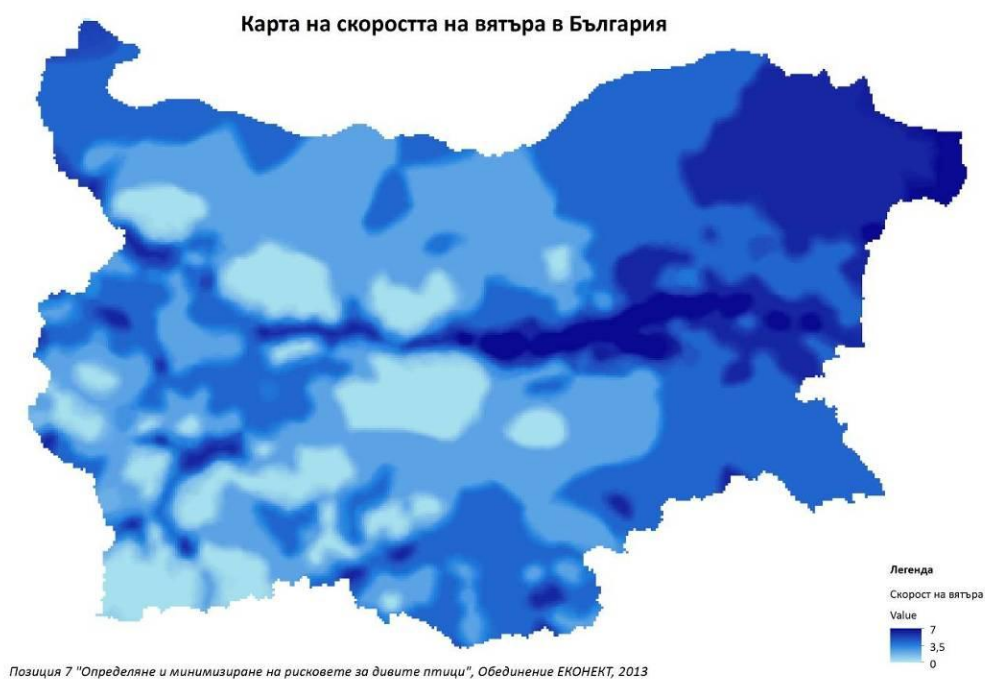 Карта на скоростта на вятъра в България
Легенда
Скорост на вятъра
Value
7
3,5
0
Позиция 7 "Определяне и минимизиране на рисковете за дивите птици", Обединение ЕКОНЕКТ, 2013